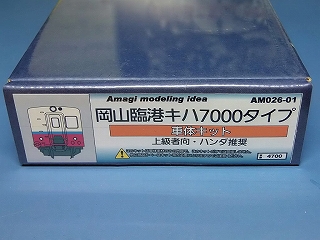 Amagi modeling idea
AM026-01
岡山臨港キハ7000タイプ
車体キット
上級者向・ハンダ推奨
4700